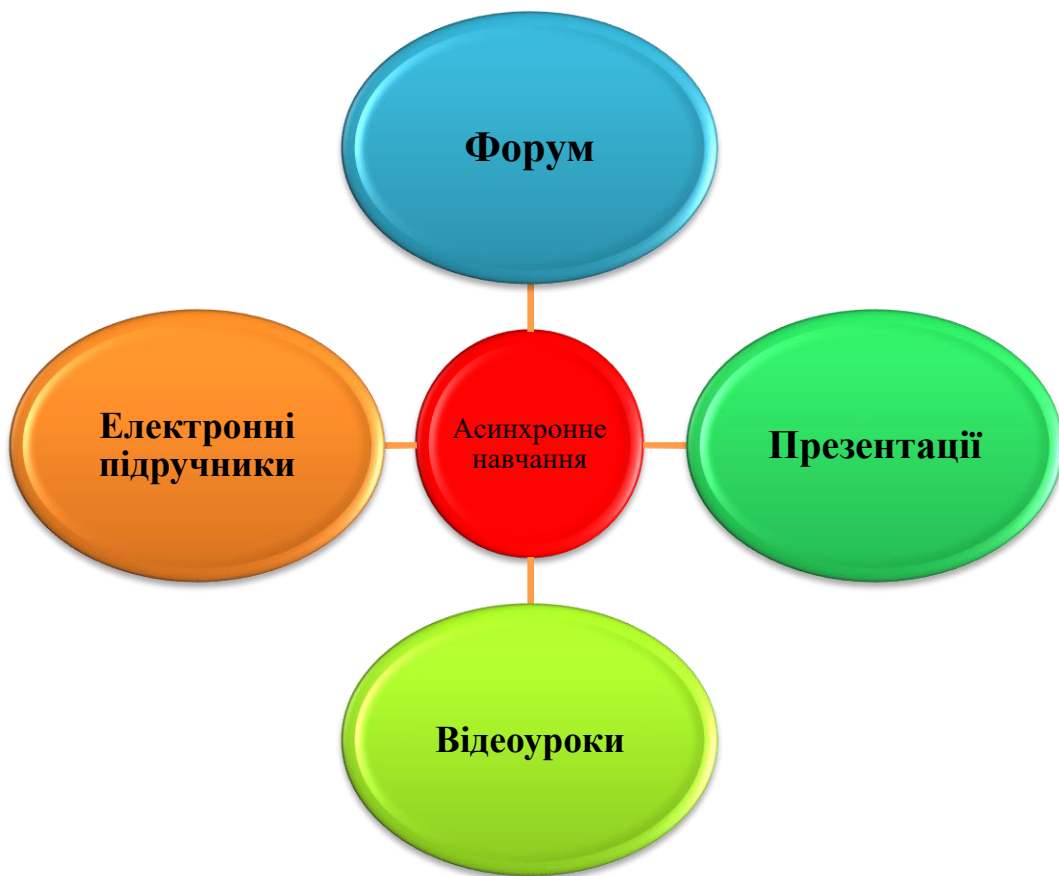 Форум
Електронні
підручники
Асинхронне
навчання
Презентації
Відеоуроки